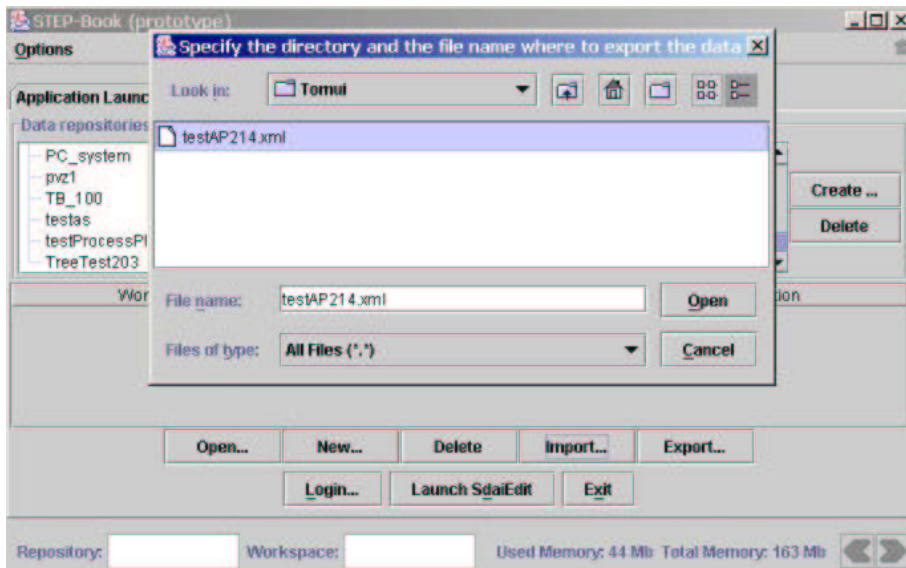 STEP-Book (prototype)
Options
Specify the directory and the file name where to export the data
Look in:
Tomui
testAP214.xml
File name:
testAP214.xml
Open
Files of type:
All Files (*.*)
Cancel
Application Launc
Data repositories
PC_system
pvz1
TB_100
testas
testProcessPl
TreeTest203
Create ...
Delete
Wor
tion
Open...
New...
Delete
Import...
Export...
Login...
Launch SdaiEdit
Exit
Repository:
Workspace:
Used Memory: 44 Mb Total Memory: 163 Mb